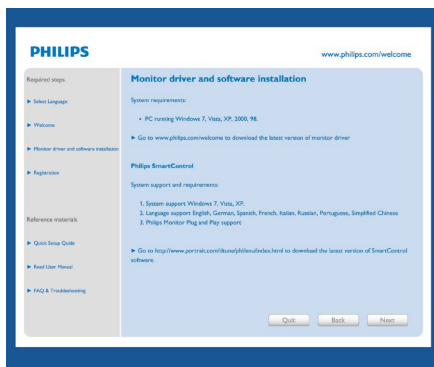 PHILIPS
www.philips.com/welcome
Required steps
► Select Language
► Welcome
► Monitor driver and software installation
► Registration
Reference materials
► Quick Setup Guide
► Read User Manual
► FAQ & Troubleshooting
Monitor driver and software installation
System requirements:
• PC running Windows 7, Vista, XP, 2000, 98.
► Go to www.philips.com/welcome to download the latest version of monitor driver
Philips SmartControl
System support and requirements:
1. System support Windows 7, Vista, XP.
2. Language support English, German, Spanish, French, Italian, Russian, Portuguese, Simplified Chinese
3. Philips Monitor Plug and Play support
► Go to http://www.portrait.com/dtune/phl/enu/index.html to download the latest version of SmartControl
software.
Quit
Back
Next